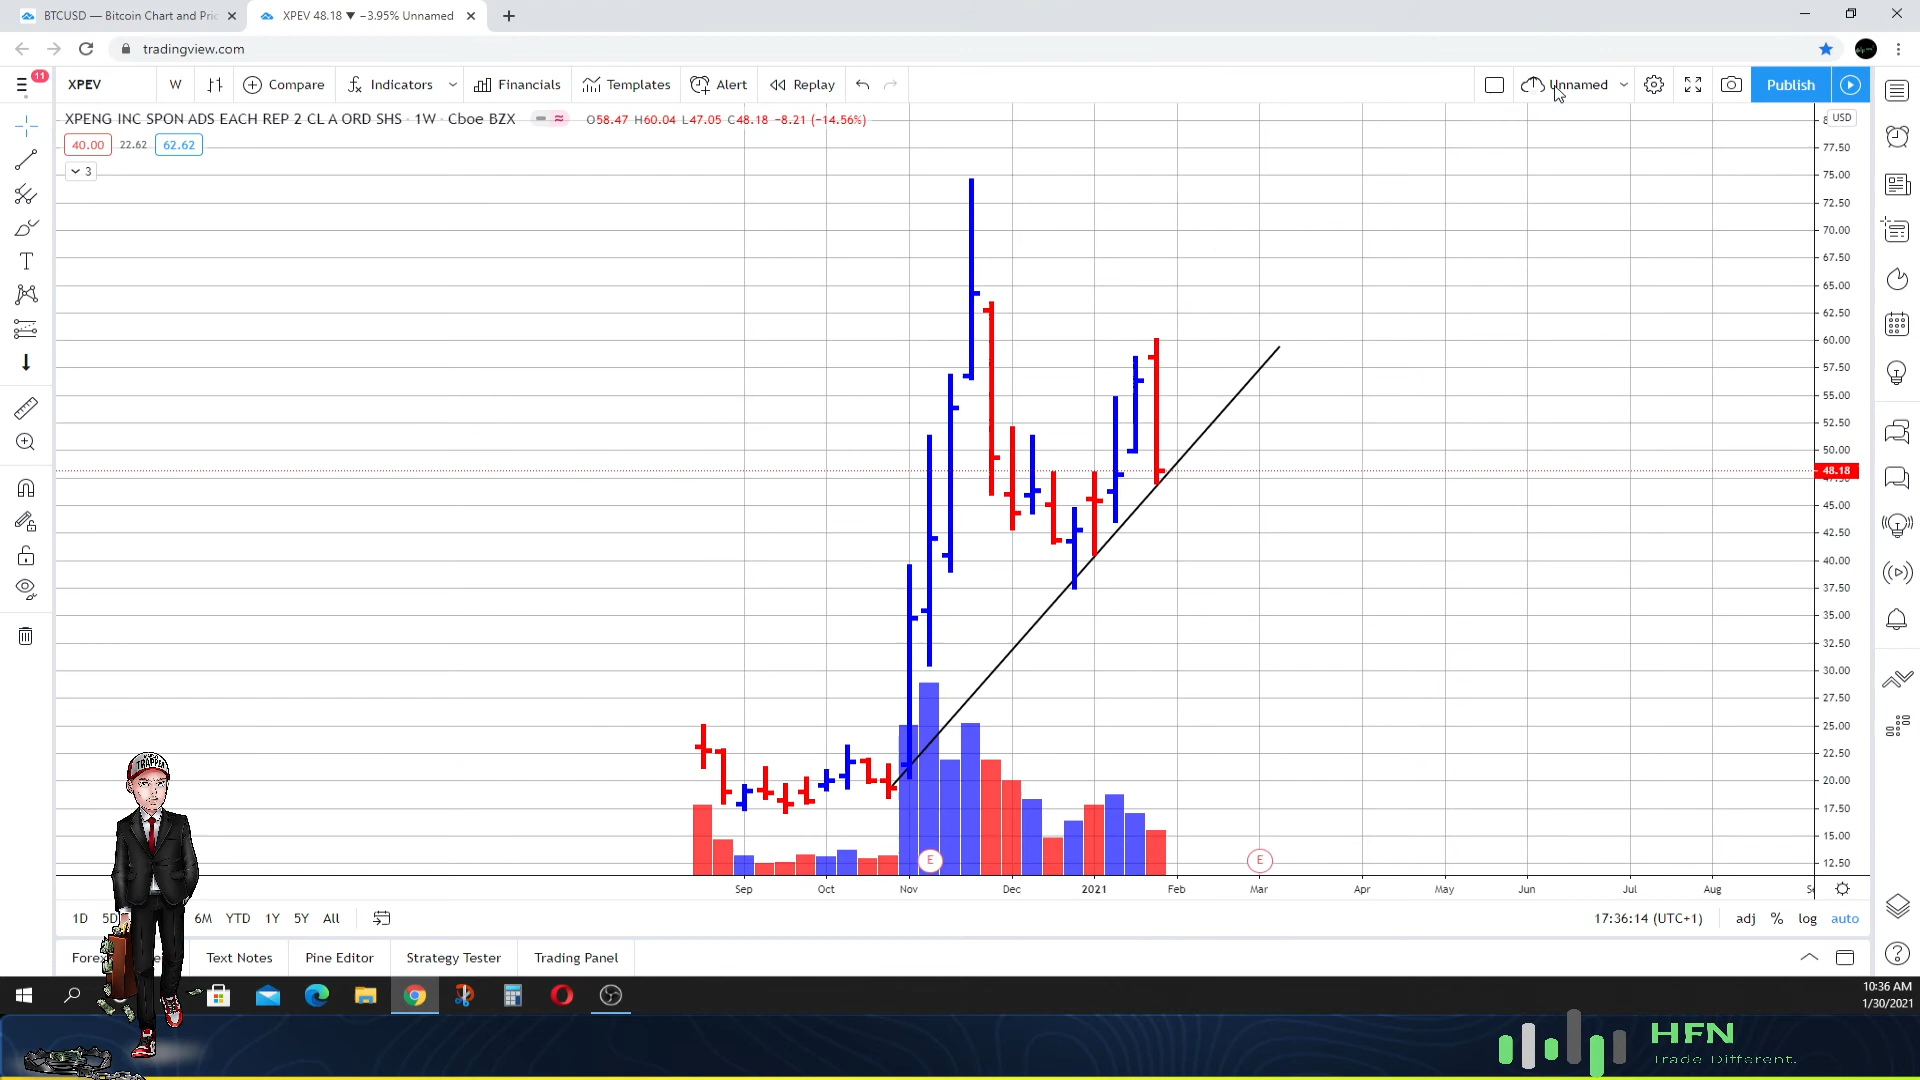 BTCUSD — Bitcoin Chart and Pric
XPEV 48.18 ▼ −3.95% Unnamed
tradingview.com
11
XPEV
W
Compare
Indicators
Financials
Templates
Alert
Replay
Unnamed
Publish
XPENG INC SPON ADS EACH REP 2 CL A ORD SHS · 1W · Cboe BZX
O58.47 H60.04 L47.05 C48.18 −8.21 (−14.56%)
USD
40.00 22.62 62.62
3
77.50
75.00
72.50
70.00
67.50
65.00
62.50
60.00
57.50
55.00
52.50
50.00
48.18
45.00
42.50
40.00
37.50
35.00
32.50
30.00
27.50
25.00
22.50
20.00
17.50
15.00
12.50
TRAPPER
E
E
Sep Oct Nov Dec 2021 Feb Mar Apr May Jun Jul Aug
1D 5D 6M YTD 1Y 5Y All
17:36:14 (UTC+1) adj % log auto
Text Notes Pine Editor Strategy Tester Trading Panel
10:36 AM
1/30/2021
HFN
Trade Different.